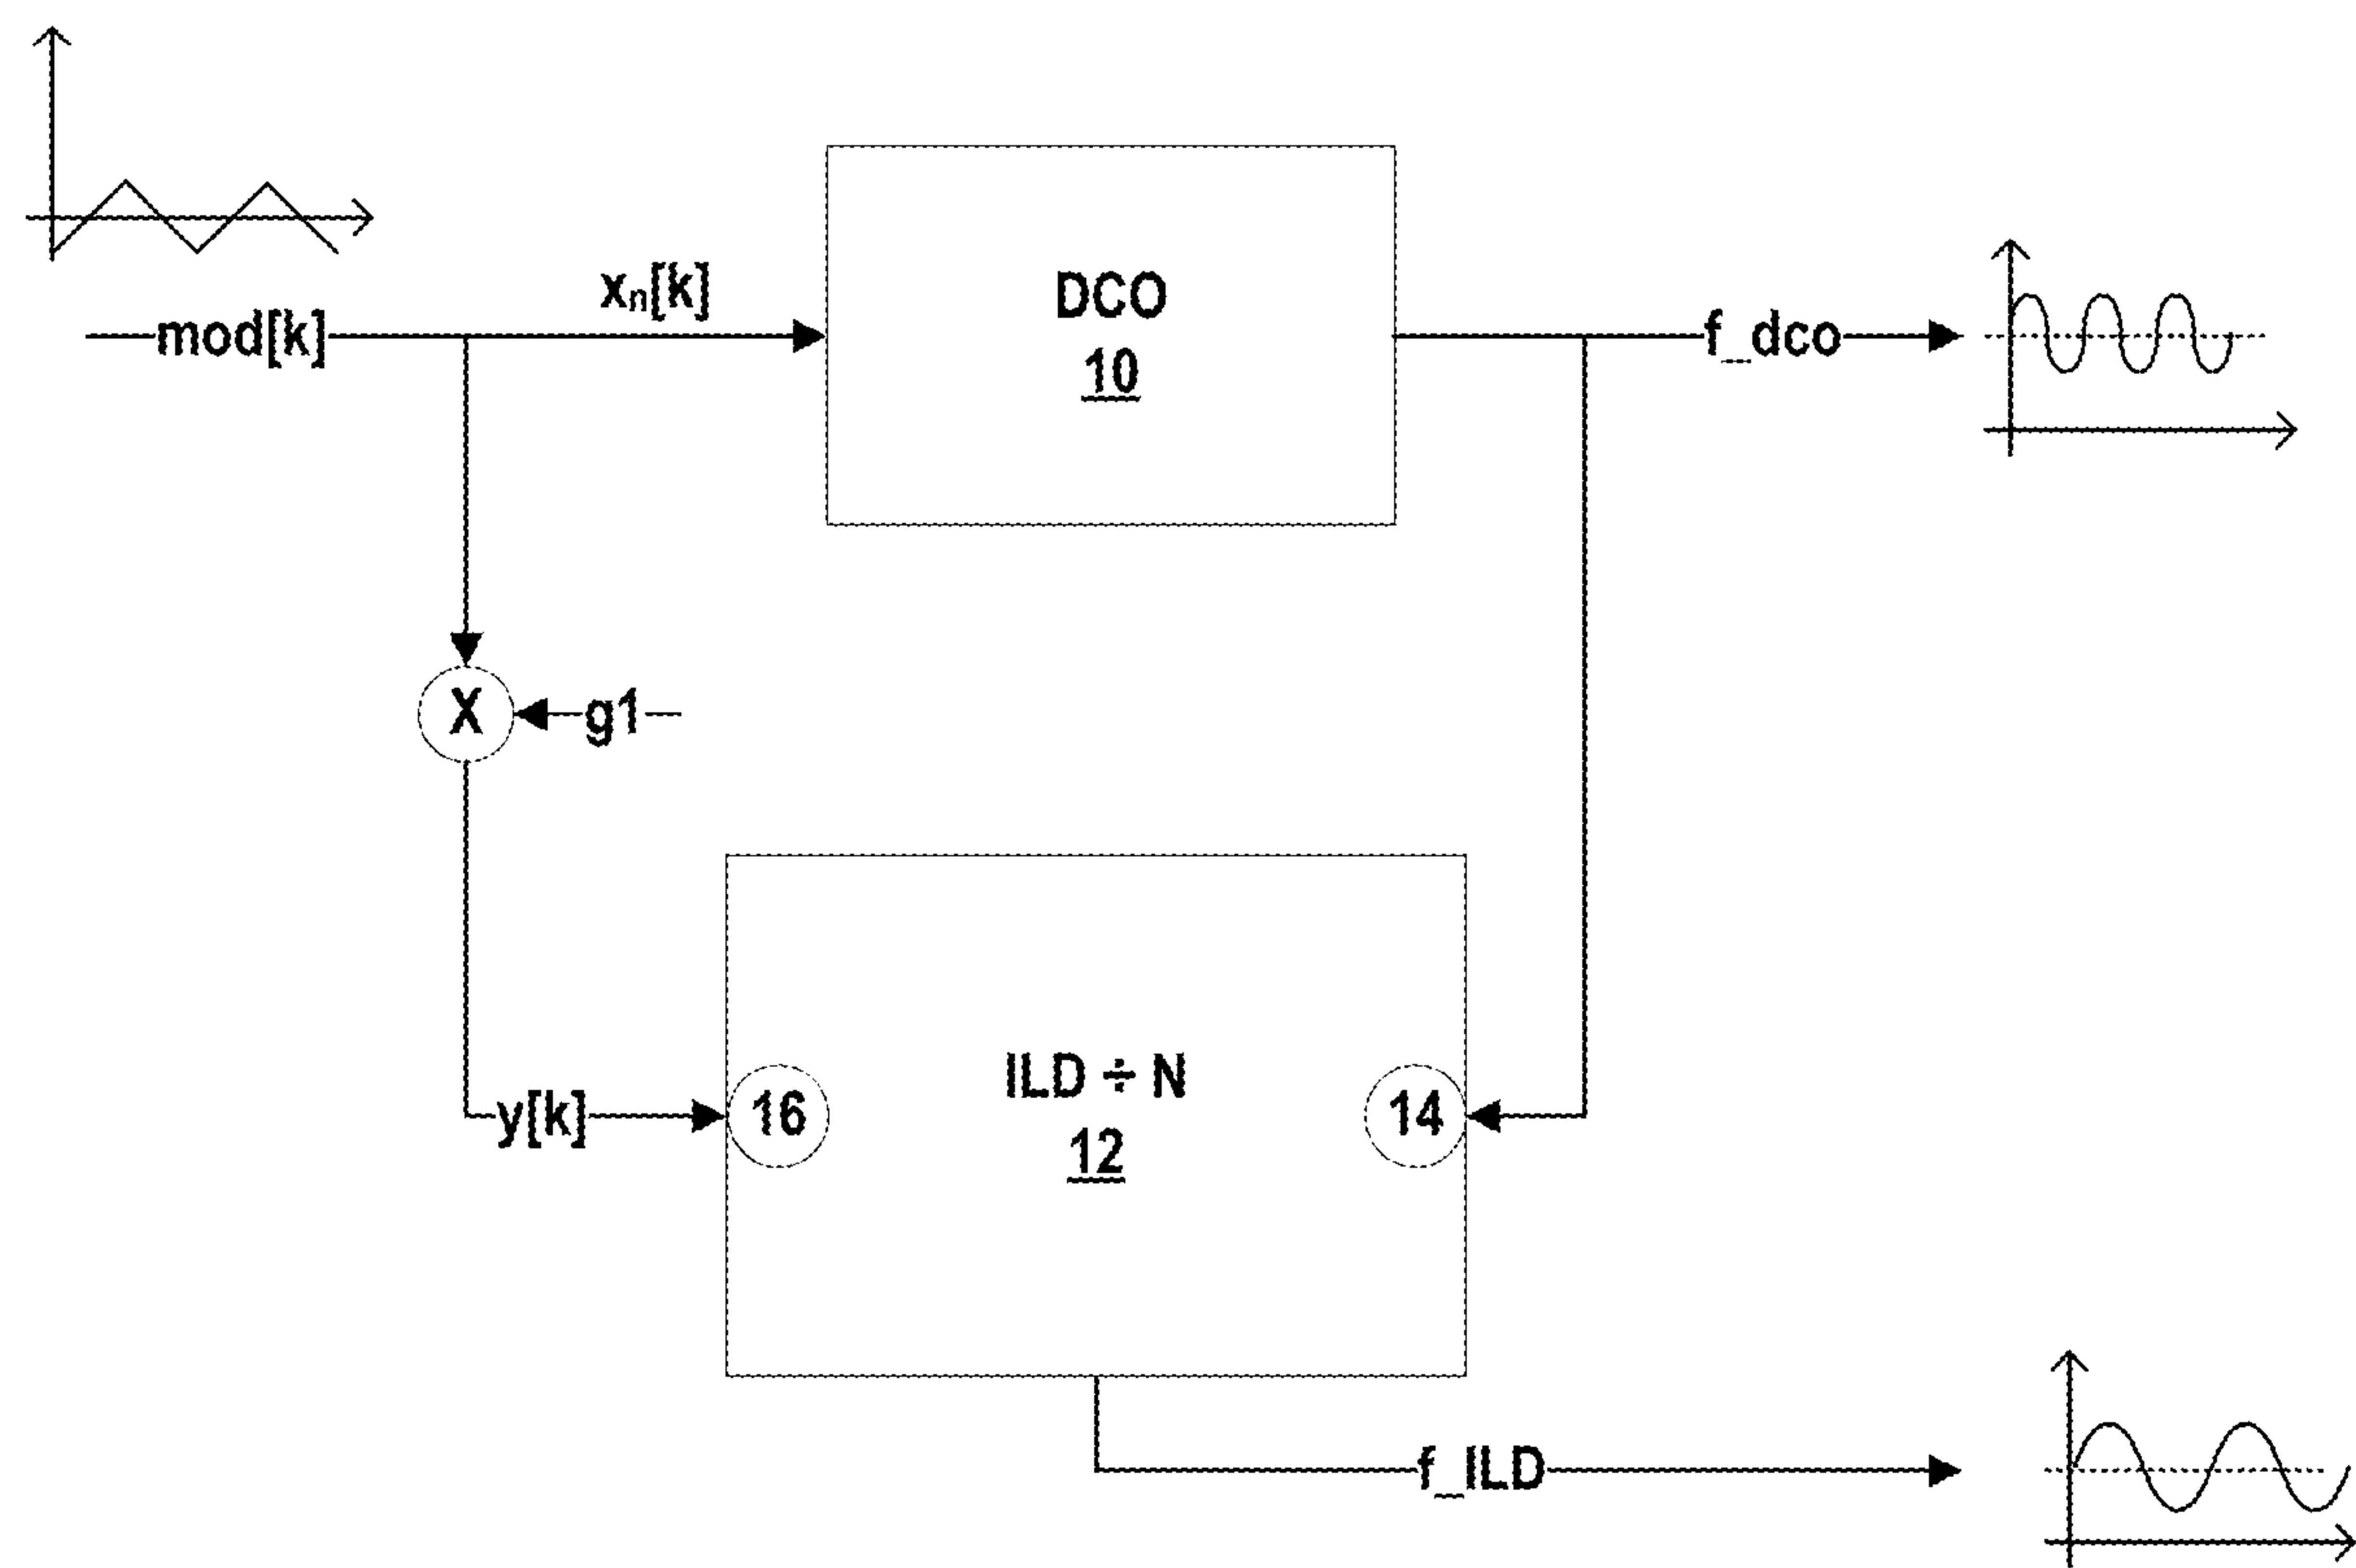 mod[k]
xₙ[k]
DCO
10
f_dco
X
g1
y[k]
16
ILD ÷ N
12
14
f_ILD